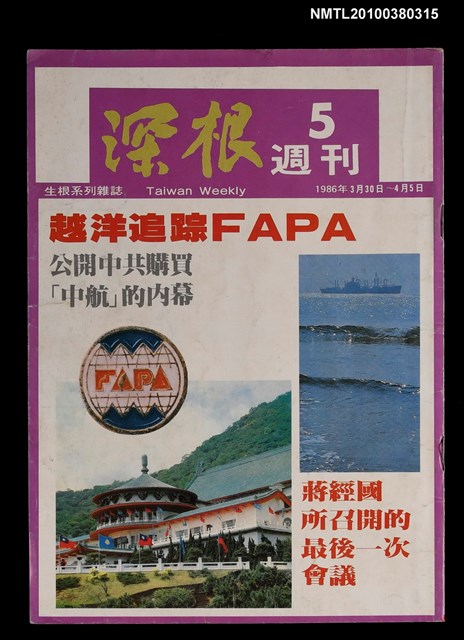 NMTL20100380315
深根
5
週刊
生根系列雜誌 Taiwan Weekly
1986年3月30日~4月5日
越洋追踪FAPA
公開中共購買
「中航」的内幕
FAPA
蔣經國
所召開的
最後一次
會議